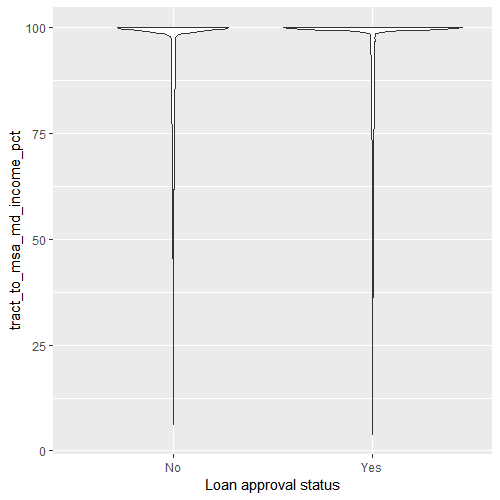 tract_to_msa_md_income_pct
100
75
50
25
0
No
Yes
Loan approval status